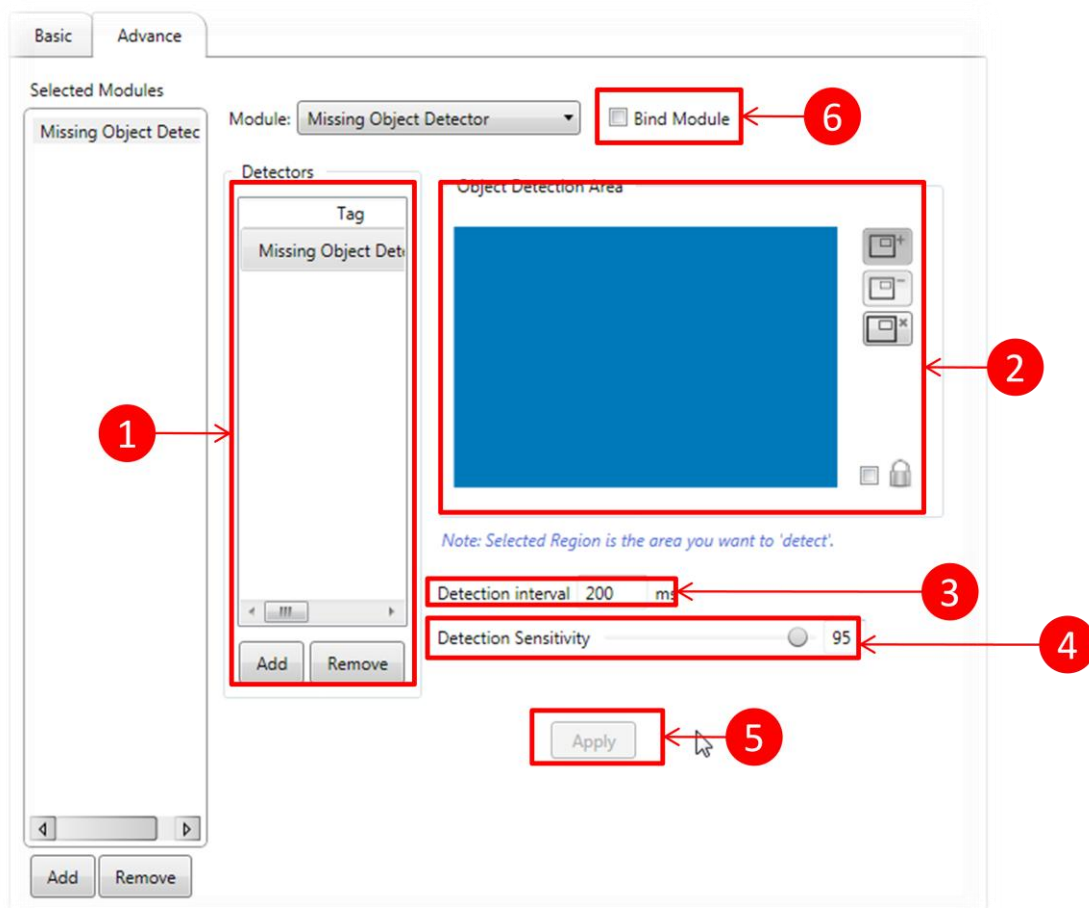 Basic Advance
Selected Modules
Missing Object Detec
Module: Missing Object Detector
Bind Module
6
Detectors
Tag
Missing Object Det
Object Detection Area
1
2
Note: Selected Region is the area you want to 'detect'.
Detection interval 200 ms
3
Detection Sensitivity 95
4
Add Remove
Apply
5
Add Remove